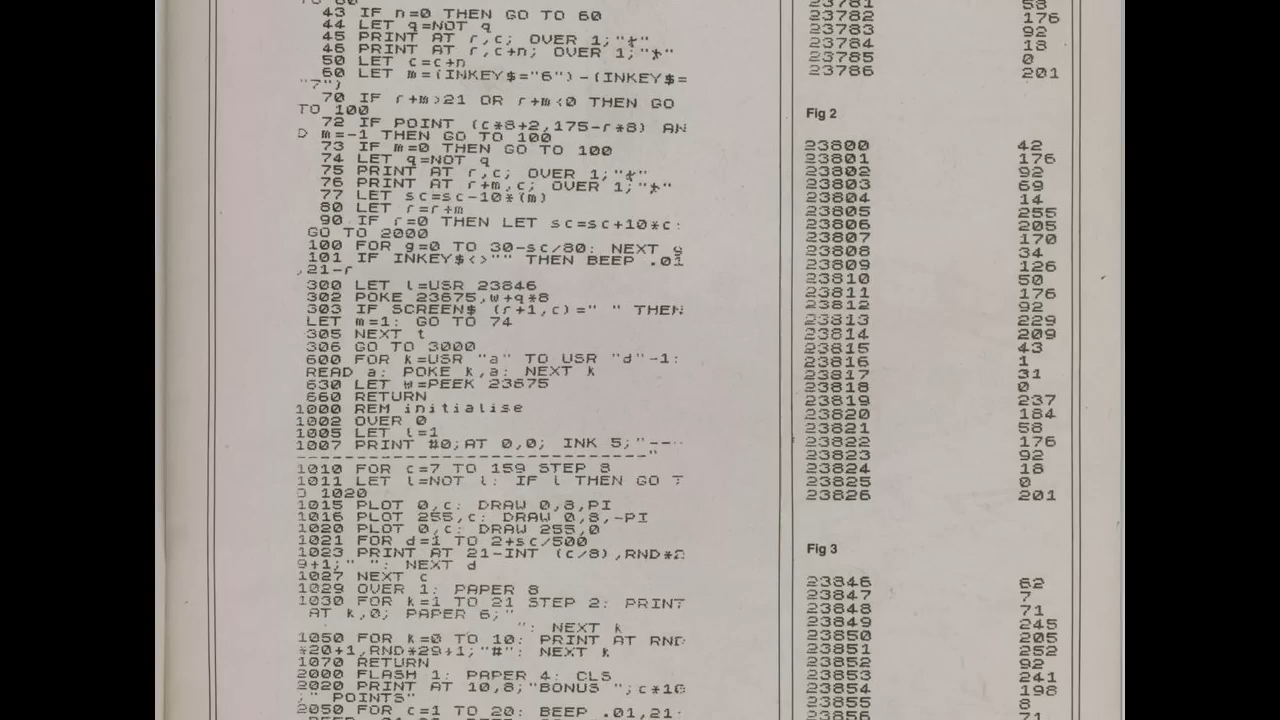 TO 60
43 IF n=0 THEN GO TO 60
44 LET q=NOT q
45 PRINT AT r,c; OVER 1;"*"
46 PRINT AT r,c+n; OVER 1;"*"
50 LET c=c+n
60 LET m=(INKEY$="6")-(INKEY$=
"7")
70 IF r+m>21 OR r+m<0 THEN GO
TO 100
72 IF POINT (c*8+2,175-r*8) AN
D m=-1 THEN GO TO 100
73 IF m=0 THEN GO TO 100
74 LET q=NOT q
75 PRINT AT r,c; OVER 1;"*"
76 PRINT AT r+m,c; OVER 1;"*"
77 LET sc=sc-10*(m)
80 LET r=r+m
90 IF r=0 THEN LET sc=sc+10*c:
GO TO 2000
100 FOR g=0 TO 30-sc/80: NEXT g
101 IF INKEY$<>"" THEN BEEP .01
,21-r
300 LET l=USR 23846
302 POKE 23675,w+q*8
303 IF SCREEN$ (r+1,c)=" " THEN
LET m=1: GO TO 74
305 NEXT t
306 GO TO 3000
600 FOR k=USR "a" TO USR "d"-1:
READ a: POKE k,a: NEXT k
630 LET w=PEEK 23675
660 RETURN
1000 REM initialise
1002 OVER 0
1005 LET l=1
1007 PRINT #0;AT 0,0; INK 5;"----
----------------------------"
1010 FOR c=7 TO 159 STEP 8
1011 LET l=NOT l: IF l THEN GO T
O 1020
1015 PLOT 0,c: DRAW 0,8,PI
1016 PLOT 255,c: DRAW 0,8,-PI
1020 PLOT 0,c: DRAW 255,0
1021 FOR d=1 TO 2+sc/500
1023 PRINT AT 21-INT (c/8),RND*2
9+1;" ": NEXT d
1027 NEXT c
1029 OVER 1: PAPER 8
1030 FOR k=1 TO 21 STEP 2: PRINT
AT k,0; PAPER 6;"
": NEXT k
1050 FOR k=0 TO 10: PRINT AT RND
*20+1,RND*29+1;"#": NEXT k
1070 RETURN
2000 FLASH 1: PAPER 4: CLS
2020 PRINT AT 10,8;"BONUS ";c*10
;" POINTS"
2050 FOR c=1 TO 20: BEEP .01,21-
23781 58
23782 176
23783 92
23784 18
23785 0
23786 201
Fig 2
23800 42
23801 176
23802 92
23803 69
23804 14
23805 255
23806 205
23807 170
23808 34
23809 126
23810 50
23811 176
23812 92
23813 229
23814 209
23815 43
23816 1
23817 31
23818 0
23819 237
23820 184
23821 58
23822 176
23823 92
23824 18
23825 0
23826 201
Fig 3
23846 62
23847 7
23848 71
23849 245
23850 205
23851 252
23852 92
23853 241
23854 198
23855 8
23856 71